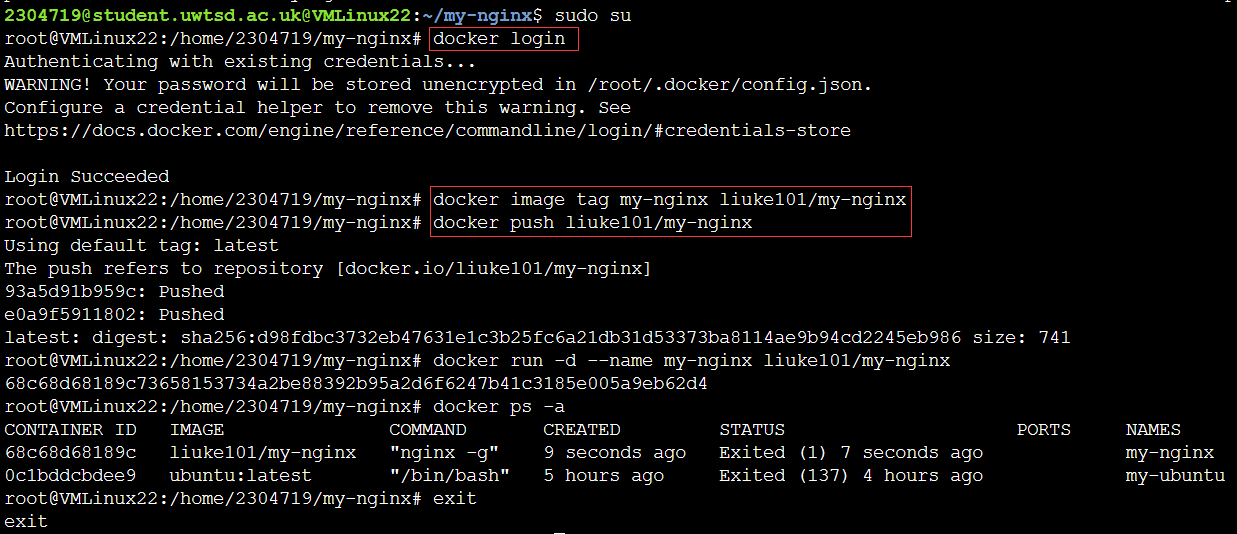 2304719@student.uwtsd.ac.uk@VMLinux22:~/my-nginx$ sudo su
root@VMLinux22:/home/2304719/my-nginx# docker login
Authenticating with existing credentials...
WARNING! Your password will be stored unencrypted in /root/.docker/config.json.
Configure a credential helper to remove this warning. See
https://docs.docker.com/engine/reference/commandline/login/#credentials-store
Login Succeeded
root@VMLinux22:/home/2304719/my-nginx# docker image tag my-nginx liuke101/my-nginx
root@VMLinux22:/home/2304719/my-nginx# docker push liuke101/my-nginx
Using default tag: latest
The push refers to repository [docker.io/liuke101/my-nginx]
93a5d91b959c: Pushed
e0a9f5911802: Pushed
latest: digest: sha256:d98fdbc3732eb47631e1c3b25fc6a21db31d53373ba8114ae9b94cd2245eb986 size: 741
root@VMLinux22:/home/2304719/my-nginx# docker run -d --name my-nginx liuke101/my-nginx
68c68d68189c73658153734a2be88392b95a2d6f6247b41c3185e005a9eb62d4
root@VMLinux22:/home/2304719/my-nginx# docker ps -a
CONTAINER ID   IMAGE               COMMAND       CREATED         STATUS                     PORTS     NAMES
68c68d68189c   liuke101/my-nginx   "nginx -g"    9 seconds ago   Exited (1) 7 seconds ago             my-nginx
0c1bddcbdee9   ubuntu:latest       "/bin/bash"   5 hours ago     Exited (137) 4 hours ago             my-ubuntu
root@VMLinux22:/home/2304719/my-nginx# exit
exit